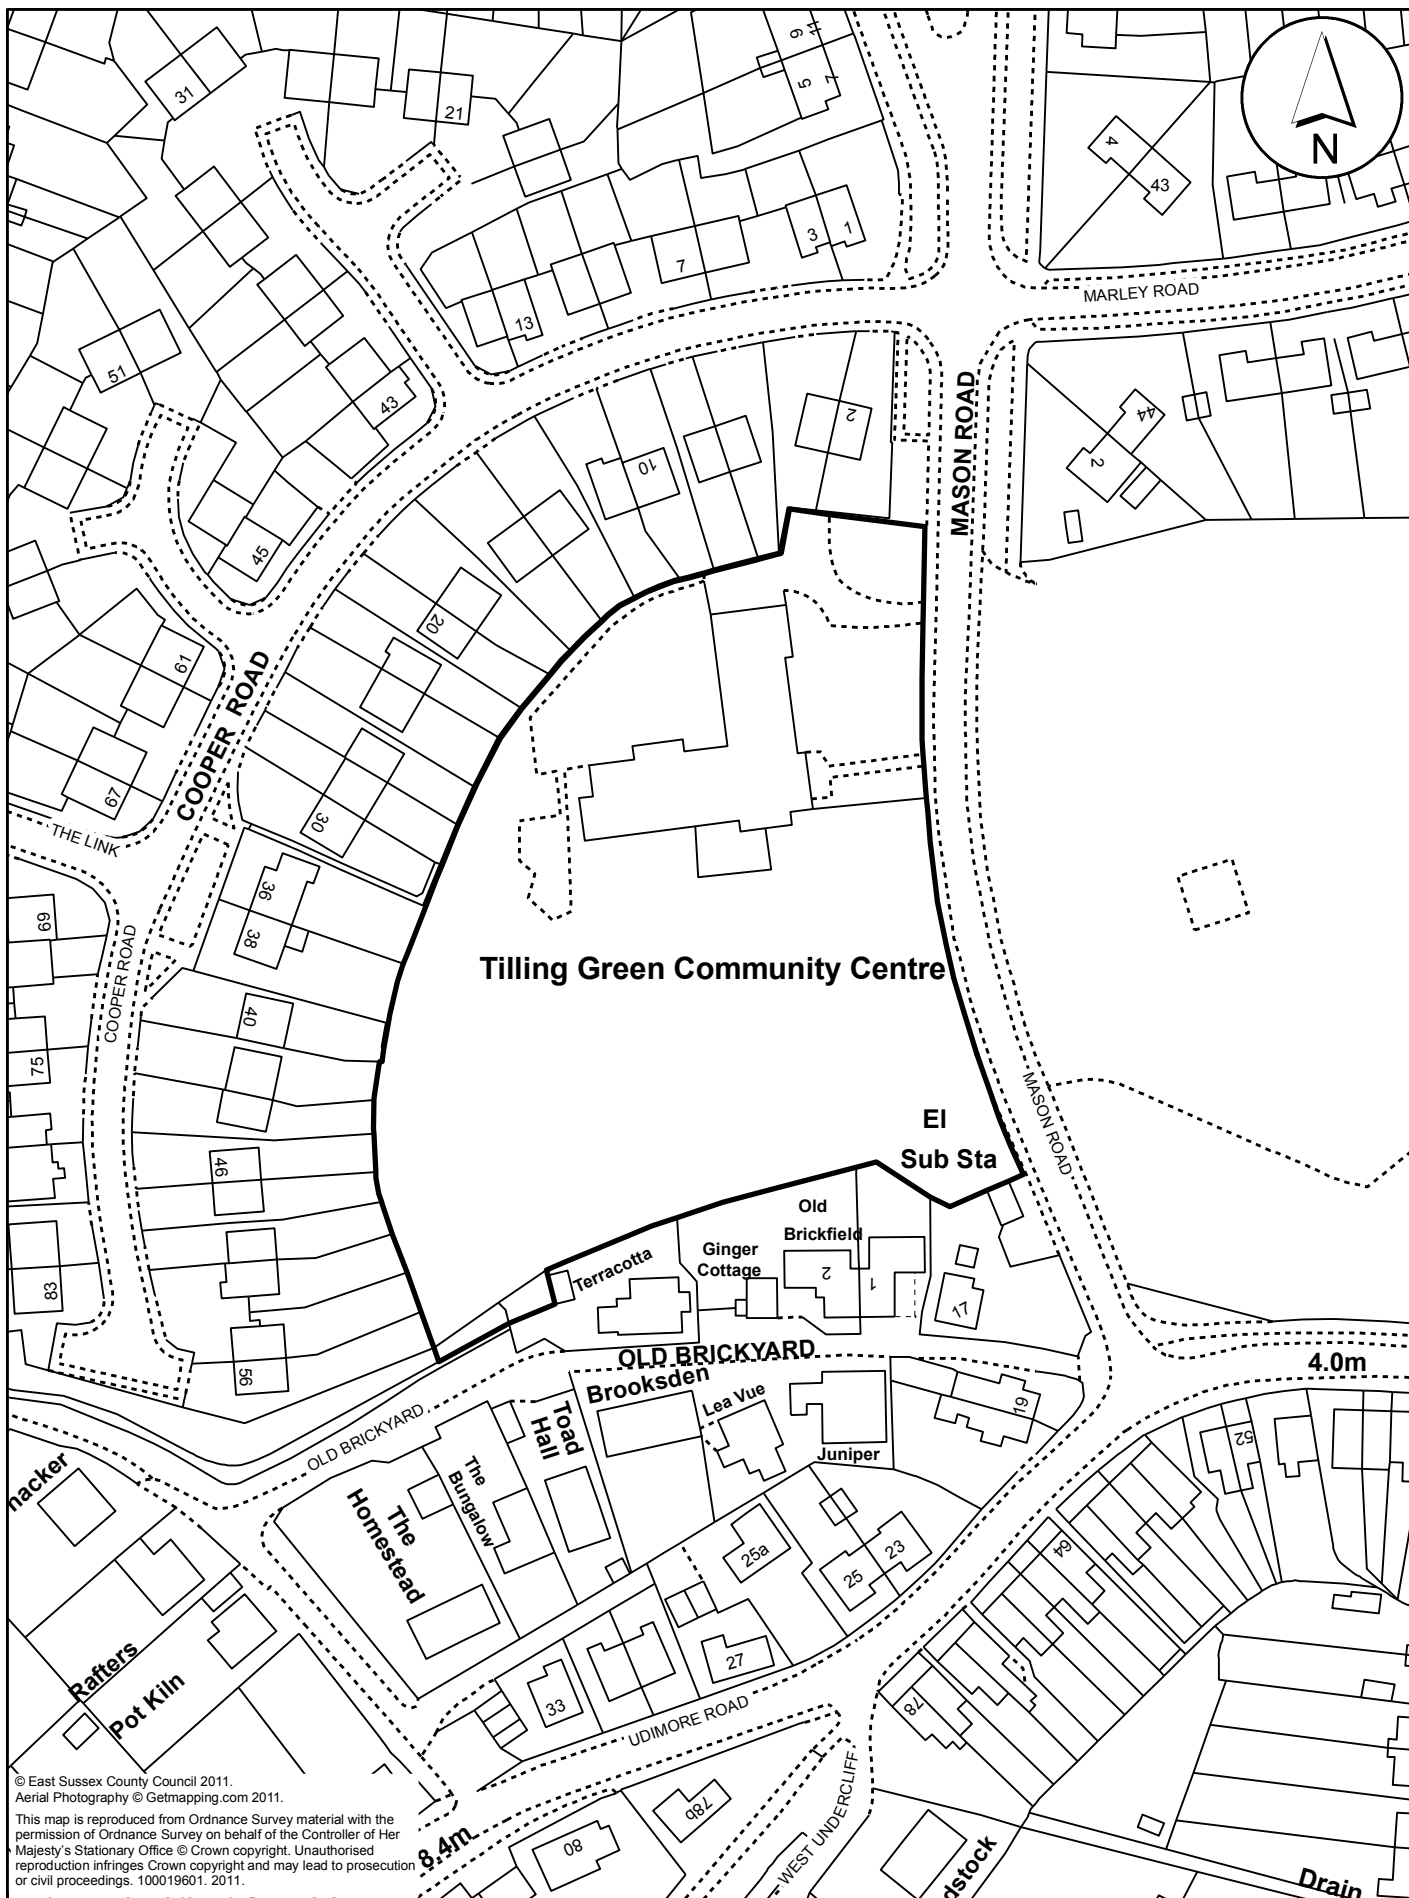 31
21
11
9
7
5
N
4
43
3
1
7
13
MARLEY ROAD
51
43
MASON ROAD
2
44
2
10
45
20
61
COOPER ROAD
67
30
THE LINK
36
38
69
COOPER ROAD
Tilling Green Community Centre
40
75
MASON ROAD
El
Sub Sta
46
Old
Brickfield
Ginger
Cottage
Terracotta
2
1
83
17
OLD BRICKYARD
4.0m
56
Brooksden
Lea Vue
Toad
Hall
19
OLD BRICKYARD
Juniper
52
The
Bungalow
The
Homestead
25a
23
25
64
Rafters
Pot Kiln
27
33
78
UDIMORE ROAD
WEST UNDERCLIFF
78b
80
8.4m
Drain
© East Sussex County Council 2011.
Aerial Photography © Getmapping.com 2011.
This map is reproduced from Ordnance Survey material with the
permission of Ordnance Survey on behalf of the Controller of Her
Majesty's Stationary Office © Crown copyright. Unauthorised
reproduction infringes Crown copyright and may lead to prosecution
or civil proceedings. 100019601. 2011.